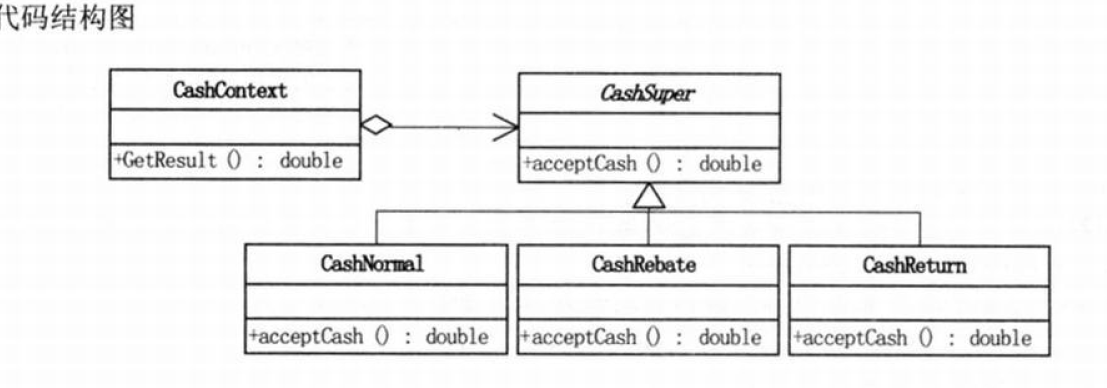 代码结构图
CashContext
+GetResult () : double
CashSuper
+acceptCash () : double
CashNormal
+acceptCash () : double
CashRebate
+acceptCash () : double
CashReturn
+acceptCash () : double